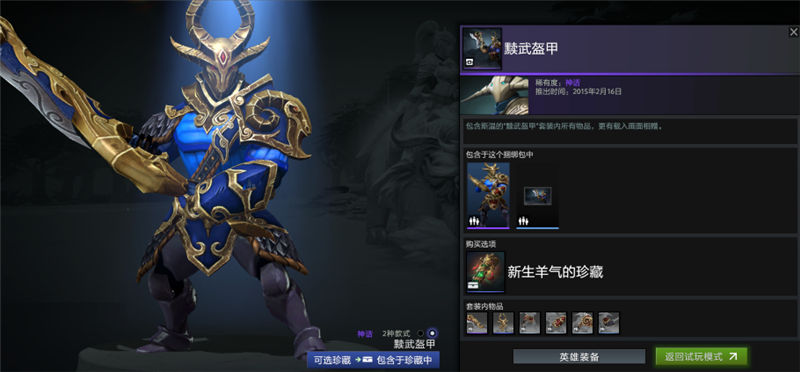 黩武盔甲
稀有度：神话
推出时间：2015年2月16日
包含斯温的"黩武盔甲"套装内所有物品，更有载入画面相赠。
包含于这个捆绑包中
购买选项
新生羊气的珍藏
套装内物品
神话 2种款式
黩武盔甲
可选珍藏 包含于珍藏中
英雄装备
返回试玩模式